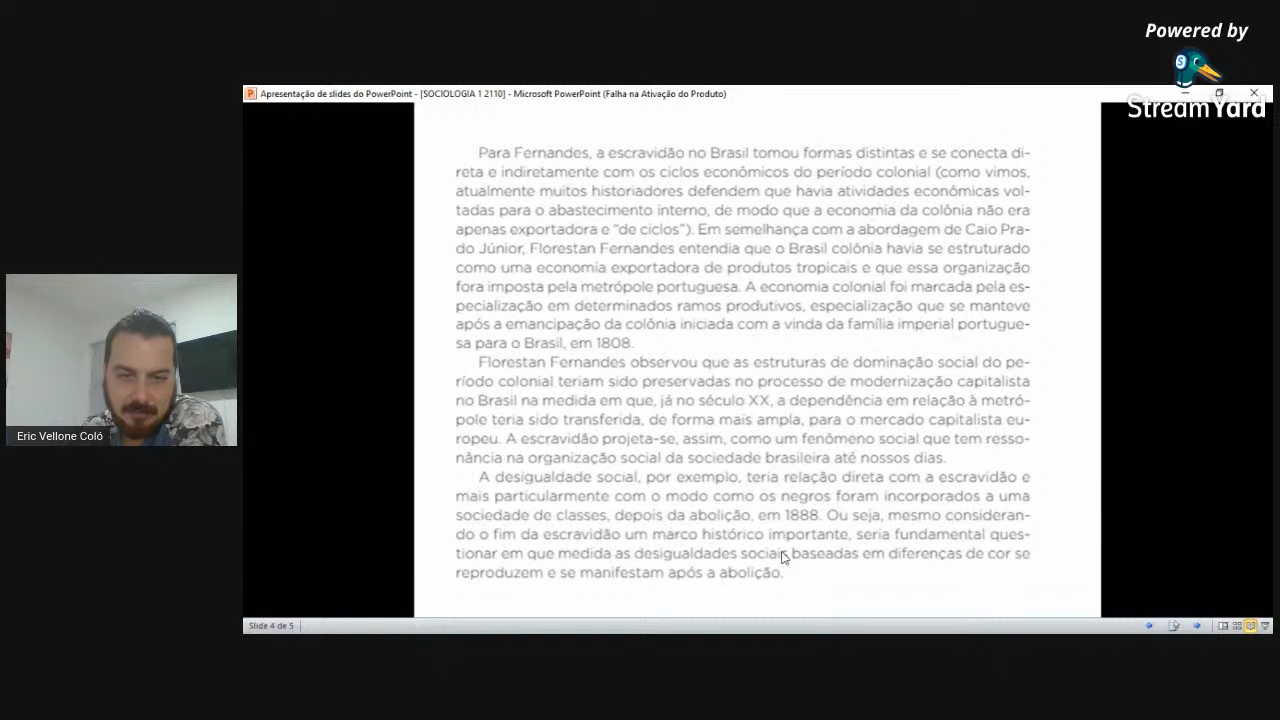 Powered by
StreamYard
Apresentação de slides do PowerPoint - [SOCIOLOGIA 1 2110] - Microsoft PowerPoint (Falha na Ativação do Produto)
Para Fernandes, a escravidão no Brasil tomou formas distintas e se conecta di-
reta e indiretamente com os ciclos econômicos do período colonial (como vimos,
atualmente muitos historiadores defendem que havia atividades econômicas vol-
tadas para o abastecimento interno, de modo que a economia da colônia não era
apenas exportadora e “de ciclos”). Em semelhança com a abordagem de Caio Pra-
do Júnior, Florestan Fernandes entendia que o Brasil colônia havia se estruturado
como uma economia exportadora de produtos tropicais e que essa organização
fora imposta pela metrópole portuguesa. A economia colonial foi marcada pela es-
pecialização em determinados ramos produtivos, especialização que se manteve
após a emancipação da colônia iniciada com a vinda da família imperial portugue-
sa para o Brasil, em 1808.
Florestan Fernandes observou que as estruturas de dominação social do pe-
ríodo colonial teriam sido preservadas no processo de modernização capitalista
no Brasil na medida em que, já no século XX, a dependência em relação à metró-
pole teria sido transferida, de forma mais ampla, para o mercado capitalista eu-
ropeu. A escravidão projeta-se, assim, como um fenômeno social que tem resso-
nância na organização social da sociedade brasileira até nossos dias.
A desigualdade social, por exemplo, teria relação direta com a escravidão e
mais particularmente com o modo como os negros foram incorporados a uma
sociedade de classes, depois da abolição, em 1888. Ou seja, mesmo consideran-
do o fim da escravidão um marco histórico importante, seria fundamental ques-
tionar em que medida as desigualdades sociais baseadas em diferenças de cor se
reproduzem e se manifestam após a abolição.
Eric Vellone Coló
Slide 4 de 5